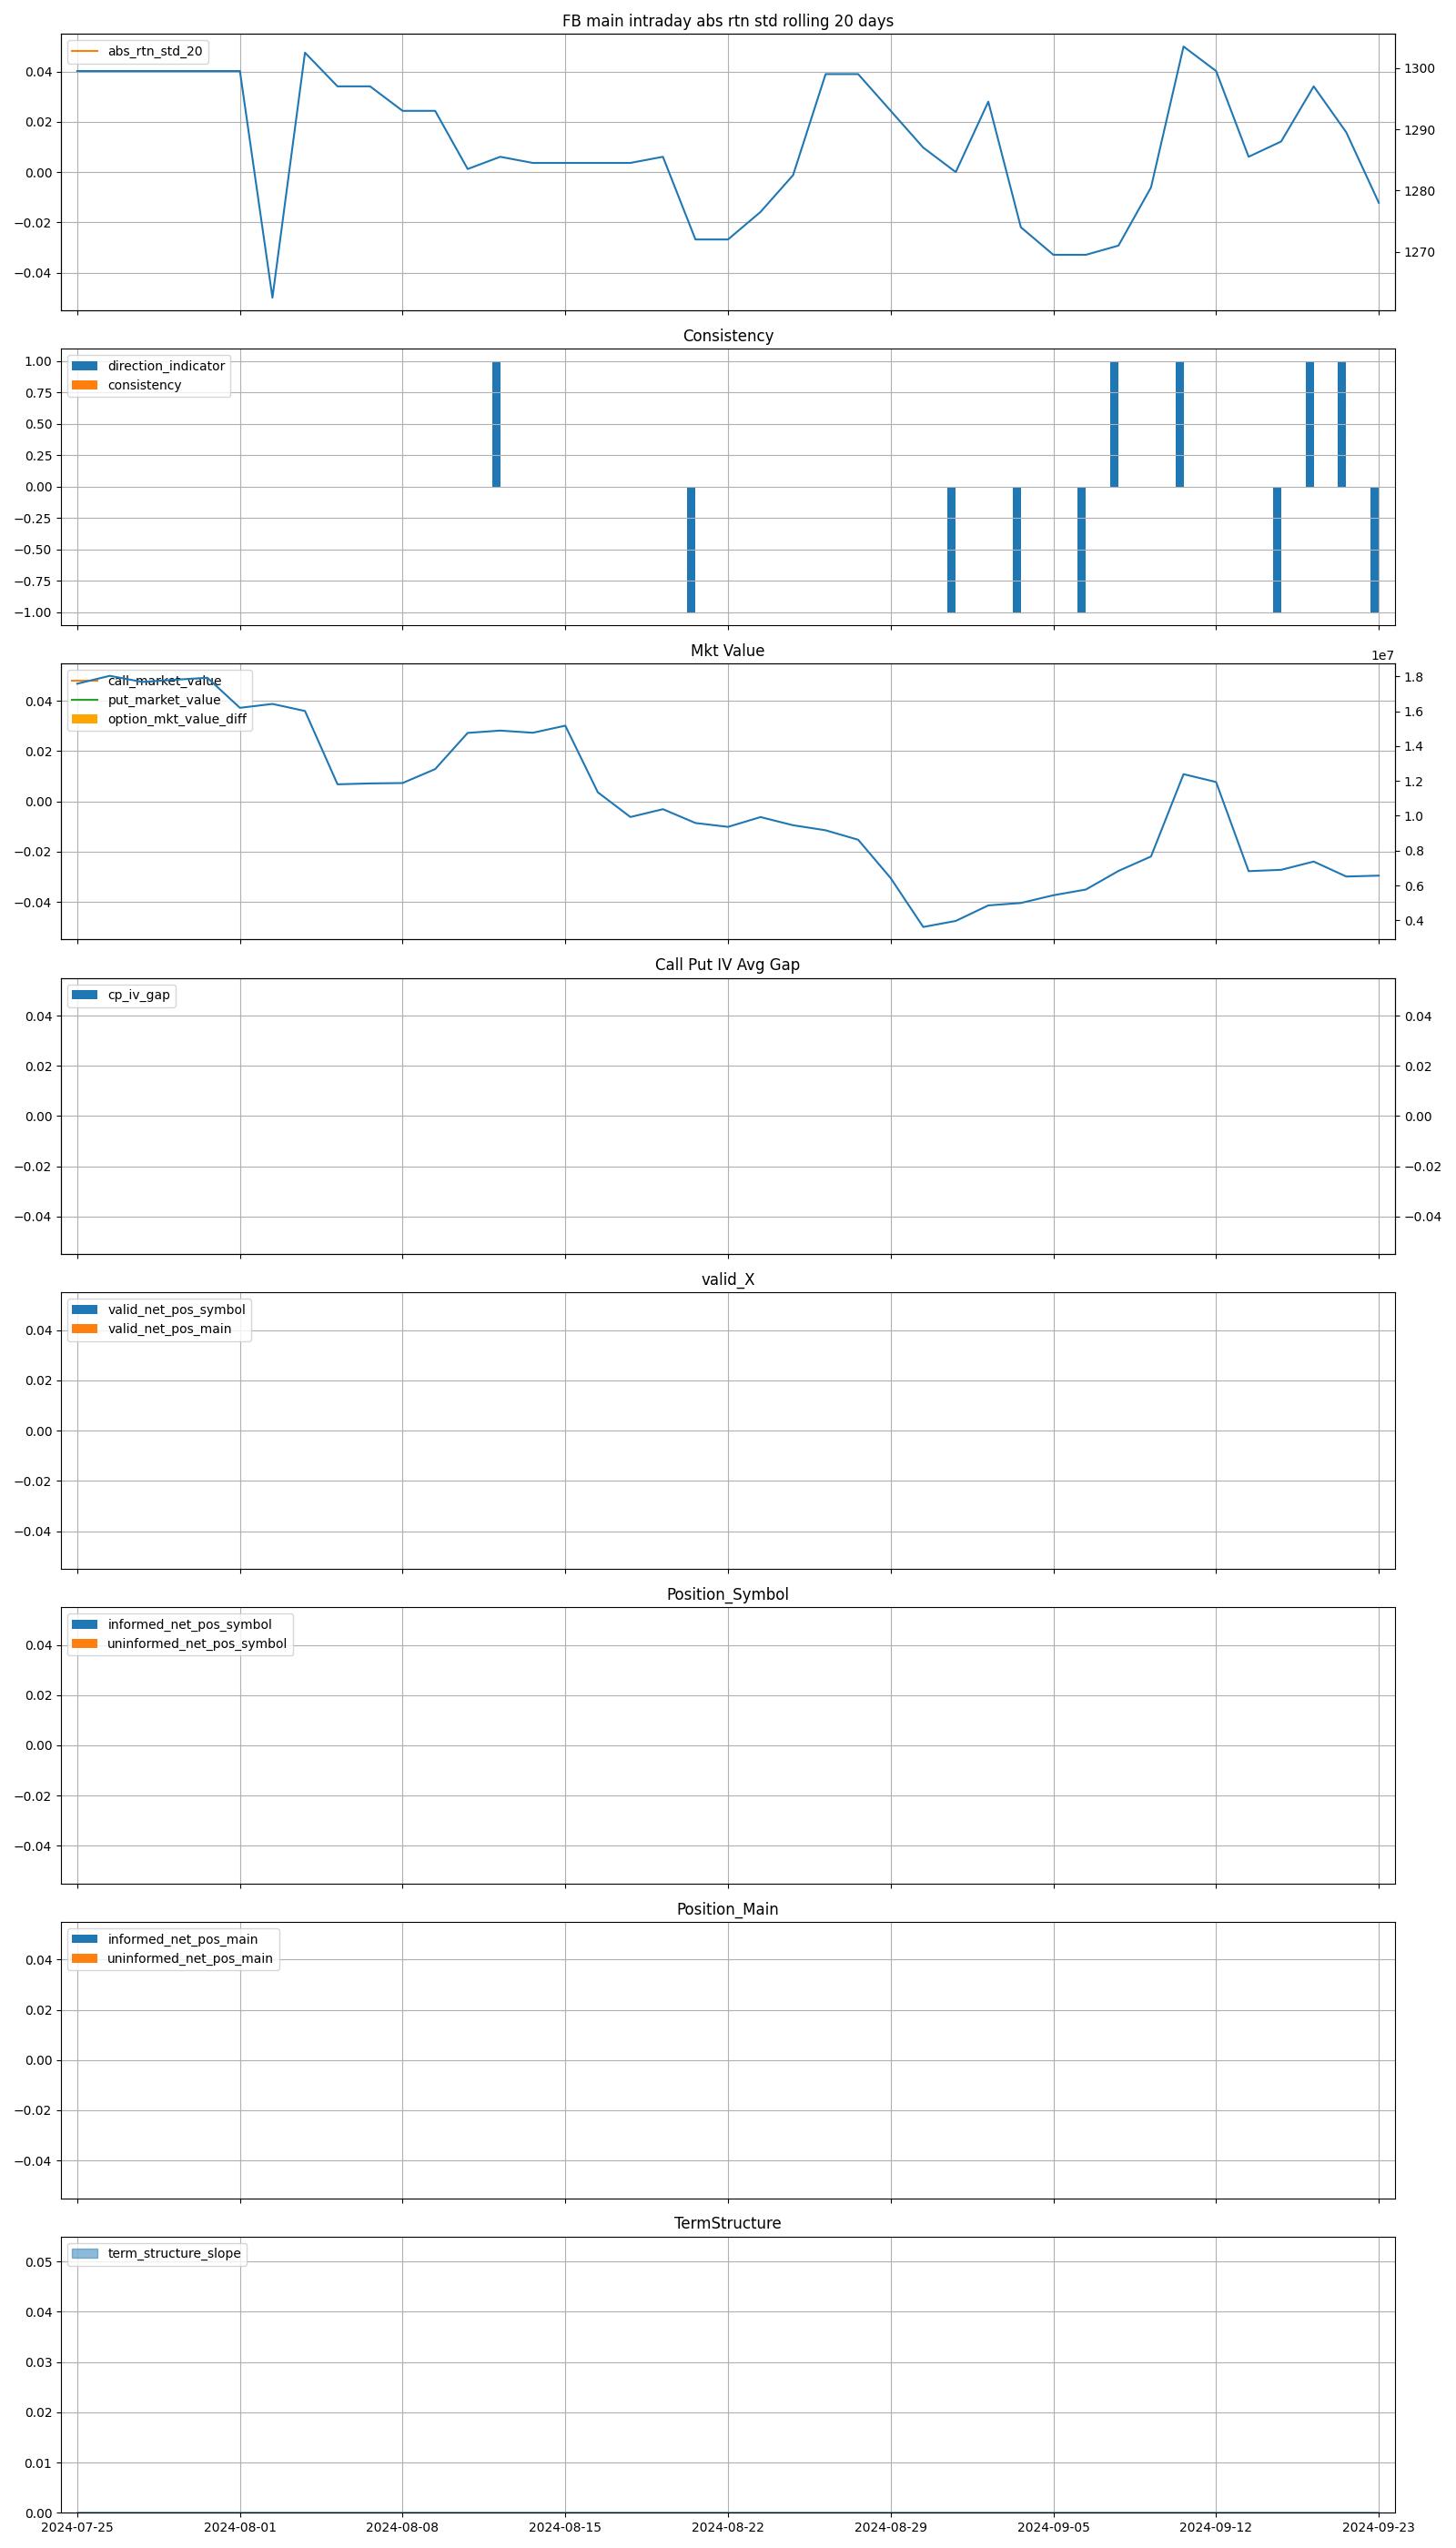 FB main intraday abs rtn std rolling 20 days
abs_rtn_std_20
0.04
0.02
0.00
−0.02
−0.04
1300
1290
1280
1270
Consistency
direction_indicator
consistency
1.00
0.75
0.50
0.25
0.00
−0.25
−0.50
−0.75
−1.00
Mkt Value
1e7
call_market_value
put_market_value
option_mkt_value_diff
0.04
0.02
0.00
−0.02
−0.04
1.8
1.6
1.4
1.2
1.0
0.8
0.6
0.4
Call Put IV Avg Gap
cp_iv_gap
0.04
0.02
0.00
−0.02
−0.04
0.04
0.02
0.00
−0.02
−0.04
valid_X
valid_net_pos_symbol
valid_net_pos_main
0.04
0.02
0.00
−0.02
−0.04
Position_Symbol
informed_net_pos_symbol
uninformed_net_pos_symbol
0.04
0.02
0.00
−0.02
−0.04
Position_Main
informed_net_pos_main
uninformed_net_pos_main
0.04
0.02
0.00
−0.02
−0.04
TermStructure
term_structure_slope
0.05
0.04
0.03
0.02
0.01
0.00
2024-07-25 2024-08-01 2024-08-08 2024-08-15 2024-08-22 2024-08-29 2024-09-05 2024-09-12 2024-09-23